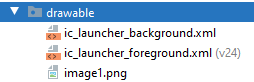 drawable
ic_launcher_background.xml
ic_launcher_foreground.xml (v24)
image1.png